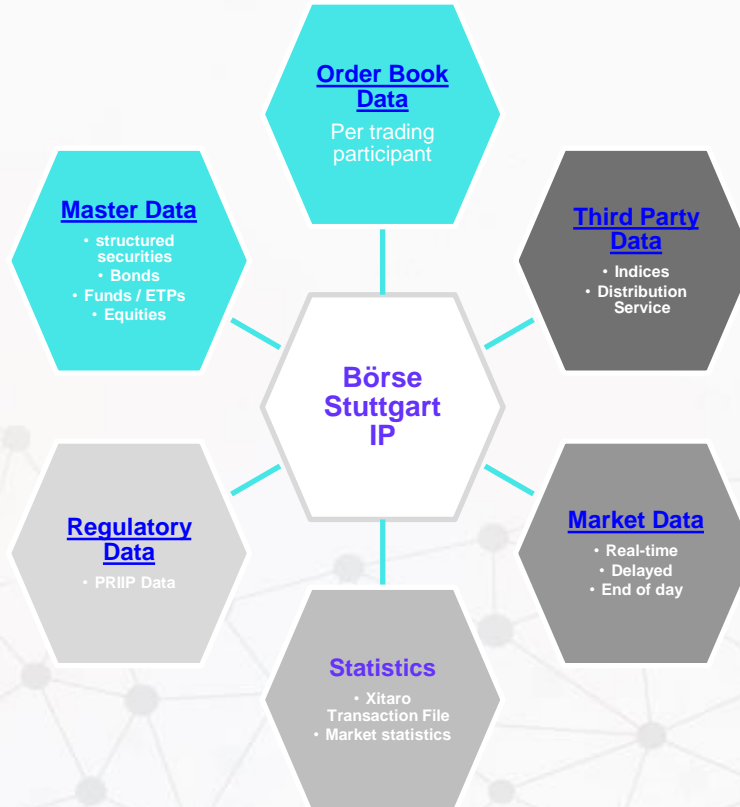 Order Book
Data
Per trading
participant
Master Data
• structured
securities
• Bonds
• Funds / ETPs
• Equities
Third Party
Data
• Indices
• Distribution
Service
Börse
Stuttgart
IP
Regulatory
Data
• PRIIP Data
Market Data
• Real-time
• Delayed
• End of day
Statistics
• Xitaro
Transaction File
• Market statistics